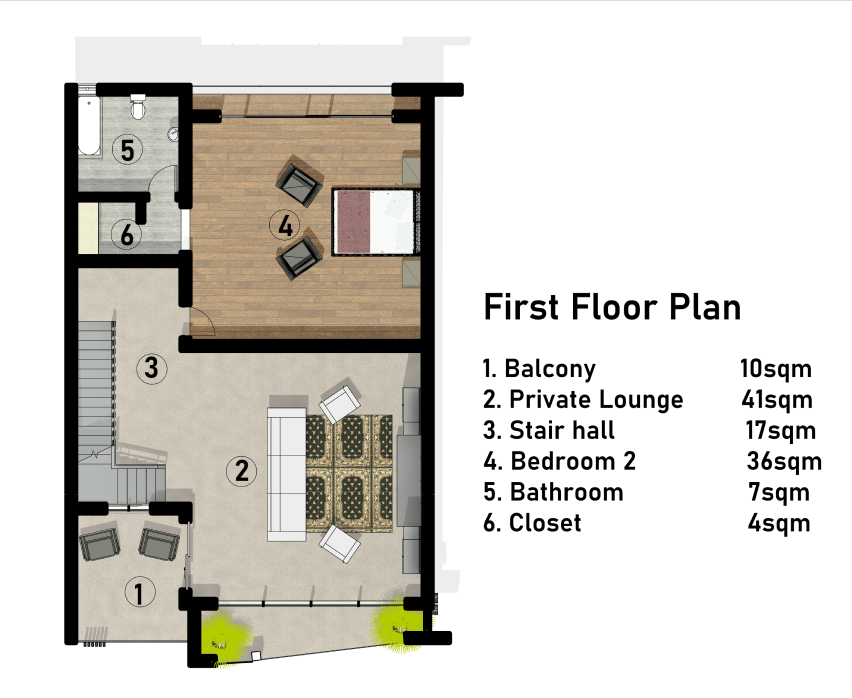 5
6
4
3
2
1
First Floor Plan
1. Balcony 10sqm
2. Private Lounge 41sqm
3. Stair hall 17sqm
4. Bedroom 2 36sqm
5. Bathroom 7sqm
6. Closet 4sqm